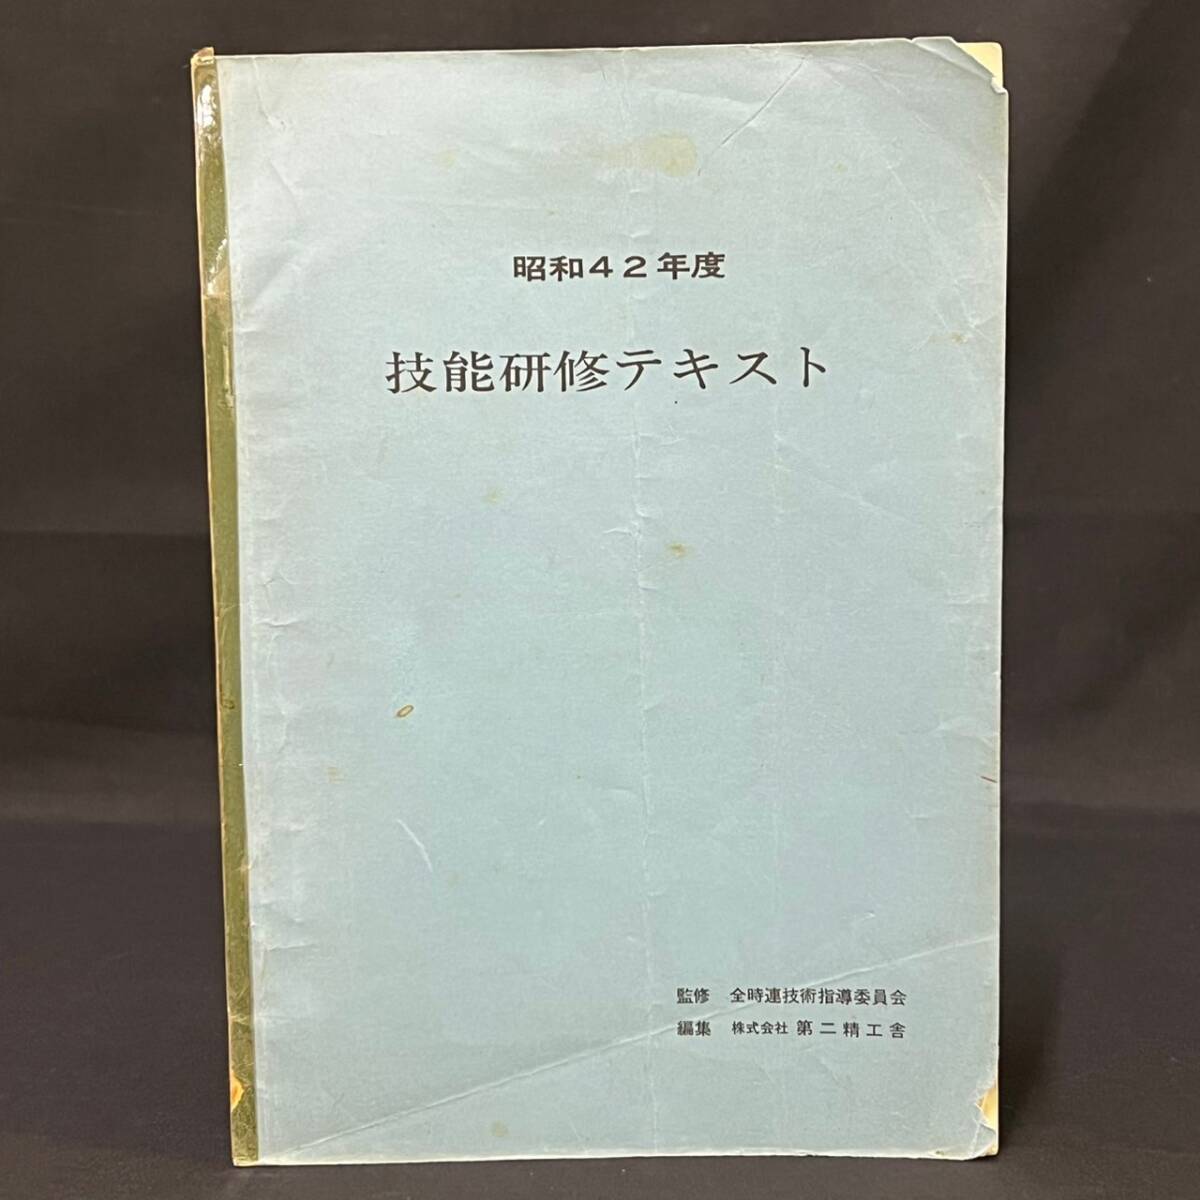 昭和42年度
技能研修テキスト
監修 全時連技術指導委員会
編集 株式会社 第二精工舎